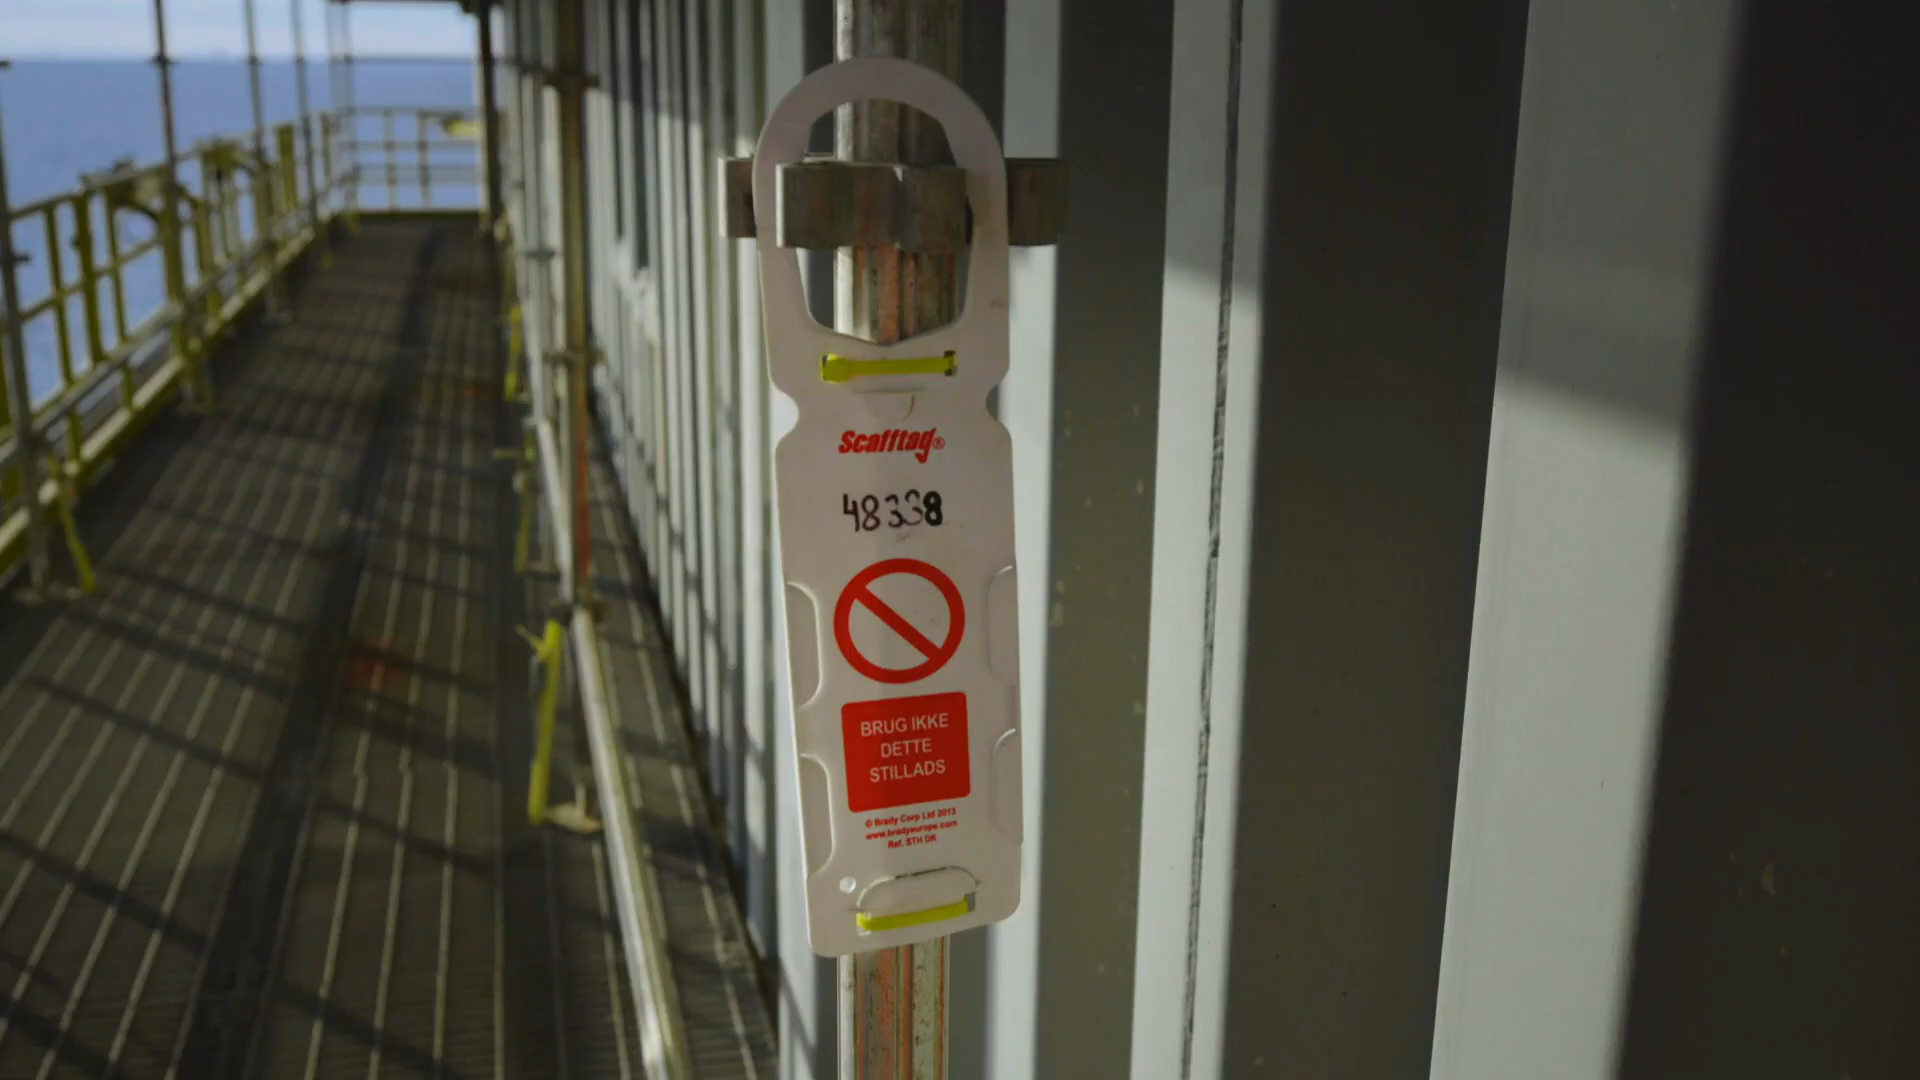 Scafftag®
48338
BRUG IKKE
DETTE
STILLADS
© Brady Corp Ltd 2013
www.bradyeurope.com
Ref. STH DK